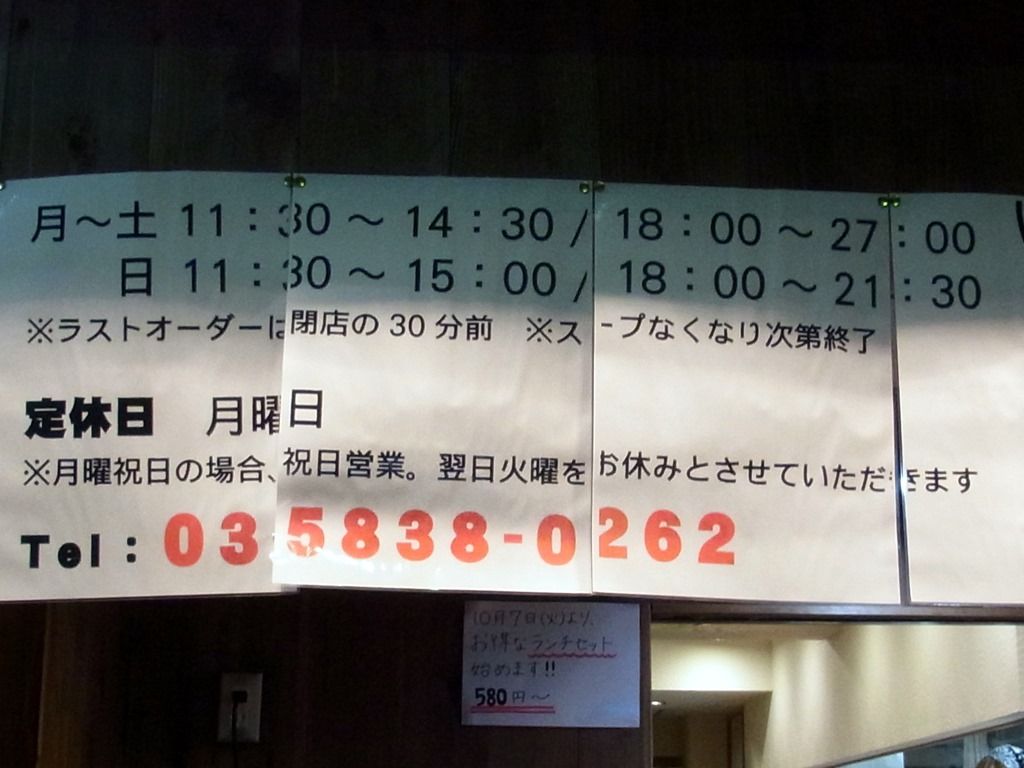 月～土 11：30～14：30/ 18：00～27：00
日 11：30～15：00/ 18：00～21：30
※ラストオーダーは閉店の30分前 ※スープなくなり次第終了
定休日 月曜日
※月曜祝日の場合、祝日営業。翌日火曜をお休みとさせていただきます
Tel：03 5838-0262
10月7日(火)より、
お得なランチセット
始めます!!
580円～